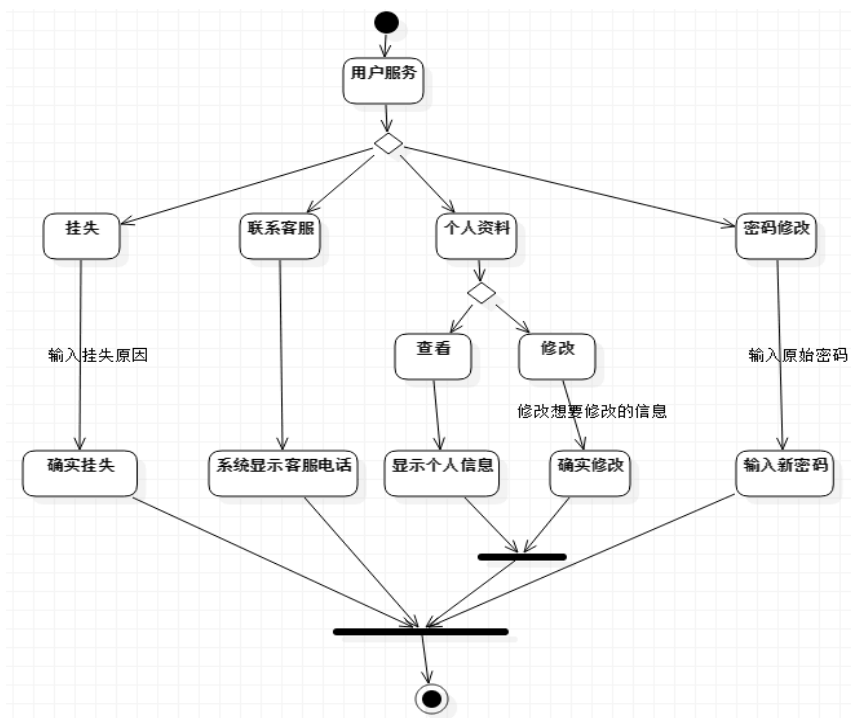 用户服务
挂失
联系客服
个人资料
密码修改
查看
修改
输入挂失原因
输入原始密码
修改想要修改的信息
确实挂失
系统显示客服电话
显示个人信息
确实修改
输入新密码